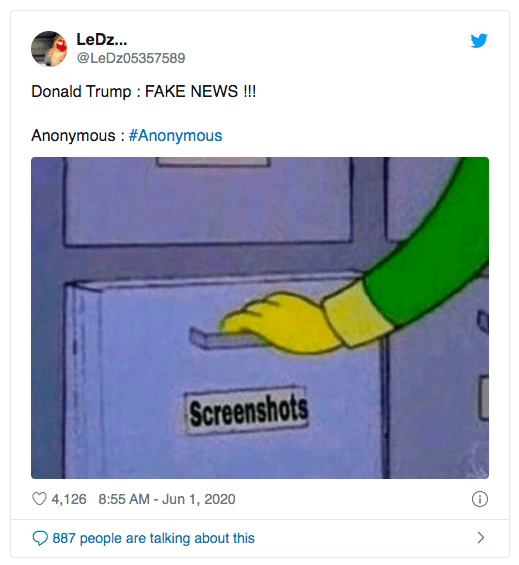 LeDz...
@LeDz05357589
Donald Trump : FAKE NEWS !!!
Anonymous : #Anonymous
Screenshots
4,126 8:55 AM - Jun 1, 2020
887 people are talking about this